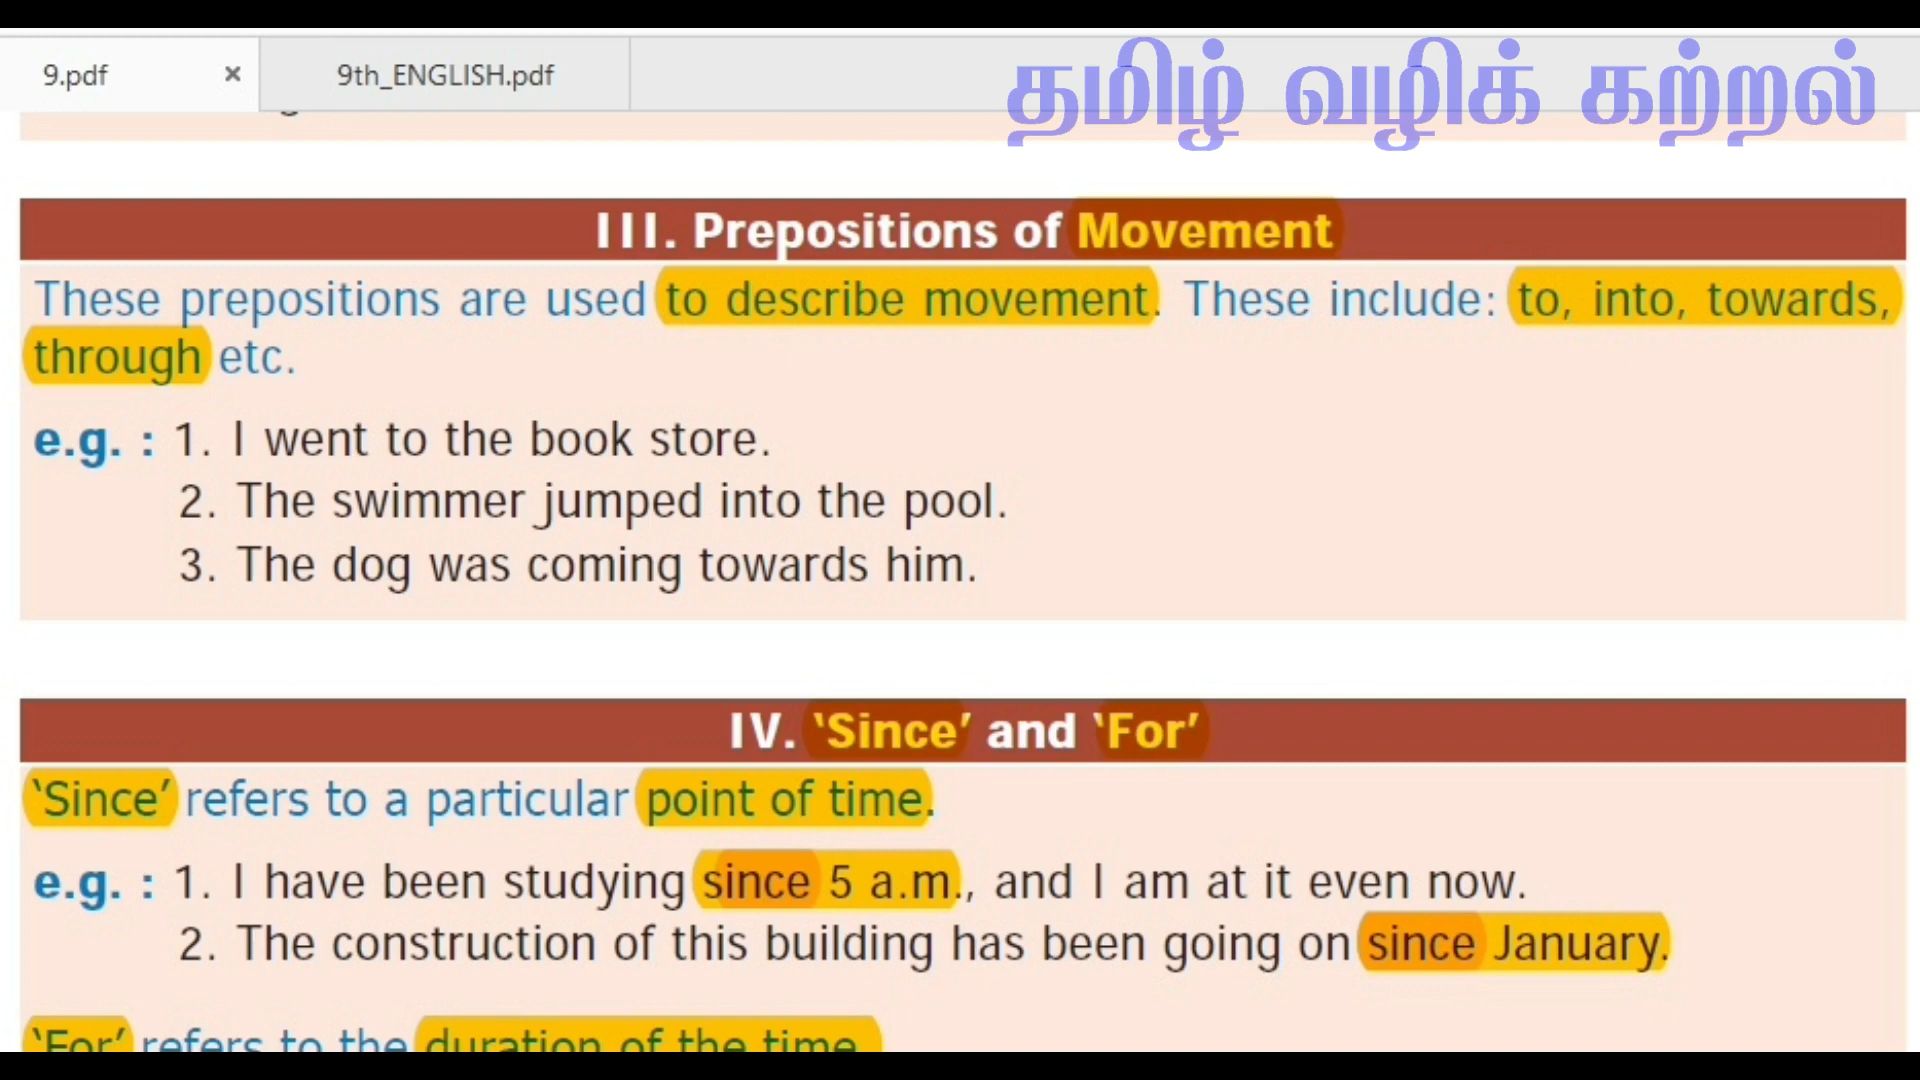 9.pdf × 9th_ENGLISH.pdf
தமிழ் வழிக் கற்றல்
III. Prepositions of Movement
These prepositions are used to describe movement. These include: to, into, towards,
through etc.
e.g. : 1. I went to the book store.
2. The swimmer jumped into the pool.
3. The dog was coming towards him.
IV. ‘Since’ and ‘For’
‘Since’ refers to a particular point of time.
e.g. : 1. I have been studying since 5 a.m., and I am at it even now.
2. The construction of this building has been going on since January.
‘For’ refers to the duration of the time.